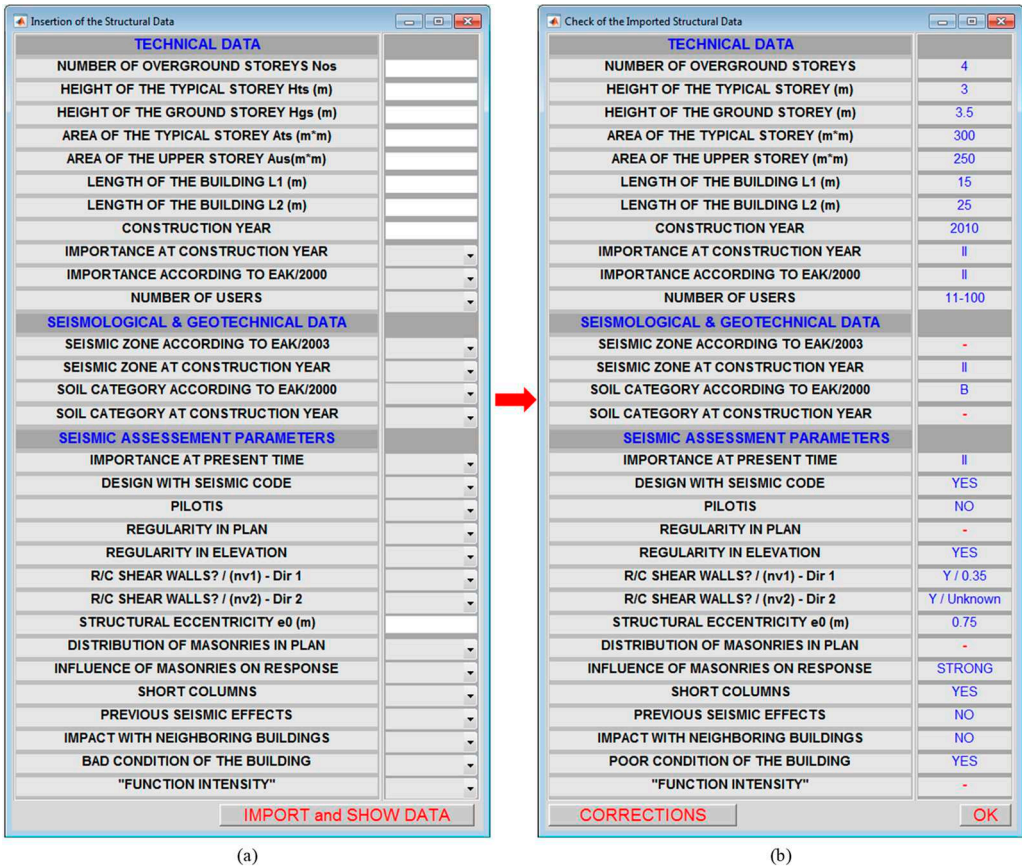 Insertion of the Structural Data
TECHNICAL DATA
NUMBER OF OVERGROUND STOREYS Nos
HEIGHT OF THE TYPICAL STOREY Hts (m)
HEIGHT OF THE GROUND STOREY Hgs (m)
AREA OF THE TYPICAL STOREY Ats (m*m)
AREA OF THE UPPER STOREY Aus(m*m)
LENGTH OF THE BUILDING L1 (m)
LENGTH OF THE BUILDING L2 (m)
CONSTRUCTION YEAR
IMPORTANCE AT CONSTRUCTION YEAR
IMPORTANCE ACCORDING TO EAK/2000
NUMBER OF USERS
SEISMOLOGICAL & GEOTECHNICAL DATA
SEISMIC ZONE ACCORDING TO EAK/2003
SEISMIC ZONE AT CONSTRUCTION YEAR
SOIL CATEGORY ACCORDING TO EAK/2000
SOIL CATEGORY AT CONSTRUCTION YEAR
SEISMIC ASSESSEMENT PARAMETERS
IMPORTANCE AT PRESENT TIME
DESIGN WITH SEISMIC CODE
PILOTIS
REGULARITY IN PLAN
REGULARITY IN ELEVATION
R/C SHEAR WALLS? / (nv1) - Dir 1
R/C SHEAR WALLS? / (nv2) - Dir 2
STRUCTURAL ECCENTRICITY e0 (m)
DISTRIBUTION OF MASONRIES IN PLAN
INFLUENCE OF MASONRIES ON RESPONSE
SHORT COLUMNS
PREVIOUS SEISMIC EFFECTS
IMPACT WITH NEIGHBORING BUILDINGS
BAD CONDITION OF THE BUILDING
"FUNCTION INTENSITY"
IMPORT and SHOW DATA
(a)
Check of the Imported Structural Data
TECHNICAL DATA
NUMBER OF OVERGROUND STOREYS 4
HEIGHT OF THE TYPICAL STOREY (m) 3
HEIGHT OF THE GROUND STOREY (m) 3.5
AREA OF THE TYPICAL STOREY (m*m) 300
AREA OF THE UPPER STOREY (m*m) 250
LENGTH OF THE BUILDING L1 (m) 15
LENGTH OF THE BUILDING L2 (m) 25
CONSTRUCTION YEAR 2010
IMPORTANCE AT CONSTRUCTION YEAR II
IMPORTANCE ACCORDING TO EAK/2000 II
NUMBER OF USERS 11-100
SEISMOLOGICAL & GEOTECHNICAL DATA
SEISMIC ZONE ACCORDING TO EAK/2003 -
SEISMIC ZONE AT CONSTRUCTION YEAR II
SOIL CATEGORY ACCORDING TO EAK/2000 B
SOIL CATEGORY AT CONSTRUCTION YEAR -
SEISMIC ASSESSMENT PARAMETERS
IMPORTANCE AT PRESENT TIME II
DESIGN WITH SEISMIC CODE YES
PILOTIS NO
REGULARITY IN PLAN -
REGULARITY IN ELEVATION YES
R/C SHEAR WALLS? / (nv1) - Dir 1 Y / 0.35
R/C SHEAR WALLS? / (nv2) - Dir 2 Y / Unknown
STRUCTURAL ECCENTRICITY e0 (m) 0.75
DISTRIBUTION OF MASONRIES IN PLAN -
INFLUENCE OF MASONRIES ON RESPONSE STRONG
SHORT COLUMNS YES
PREVIOUS SEISMIC EFFECTS NO
IMPACT WITH NEIGHBORING BUILDINGS NO
POOR CONDITION OF THE BUILDING YES
"FUNCTION INTENSITY" -
CORRECTIONS OK
(b)